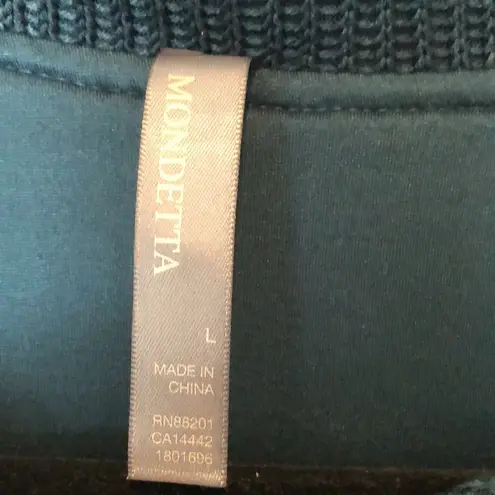 MONDETTA
L
MADE IN
CHINA
RN88201
CA14442
1801696